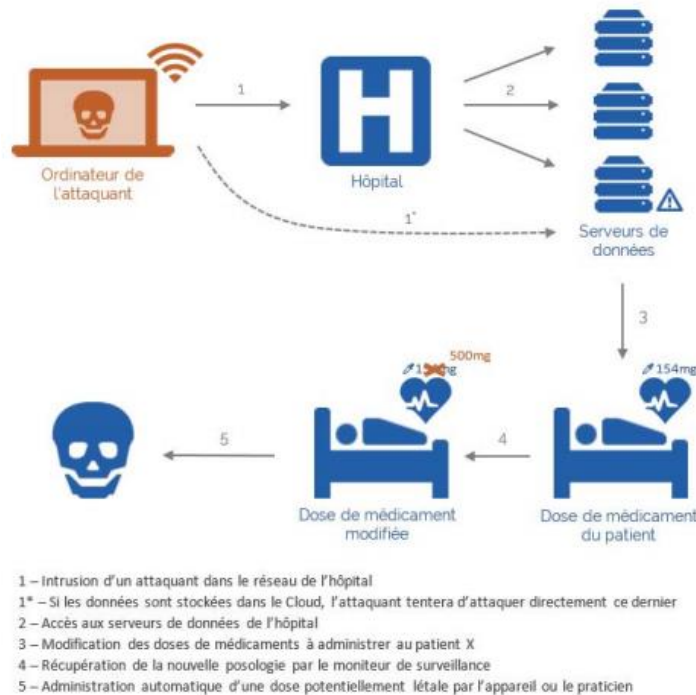 1
2
H
Ordinateur de
l'attaquant
Hôpital
1*
Serveurs de
données
3
500mg
154mg
5
4
Dose de médicament
modifiée
Dose de médicament
du patient
1 – Intrusion d'un attaquant dans le réseau de l'hôpital
1* – Si les données sont stockées dans le Cloud, l'attaquant tentera d'attaquer directement ce dernier
2 – Accès aux serveurs de données de l'hôpital
3 – Modification des doses de médicaments à administrer au patient X
4 – Récupération de la nouvelle posologie par le moniteur de surveillance
5 – Administration automatique d'une dose potentiellement létale par l'appareil ou le praticien